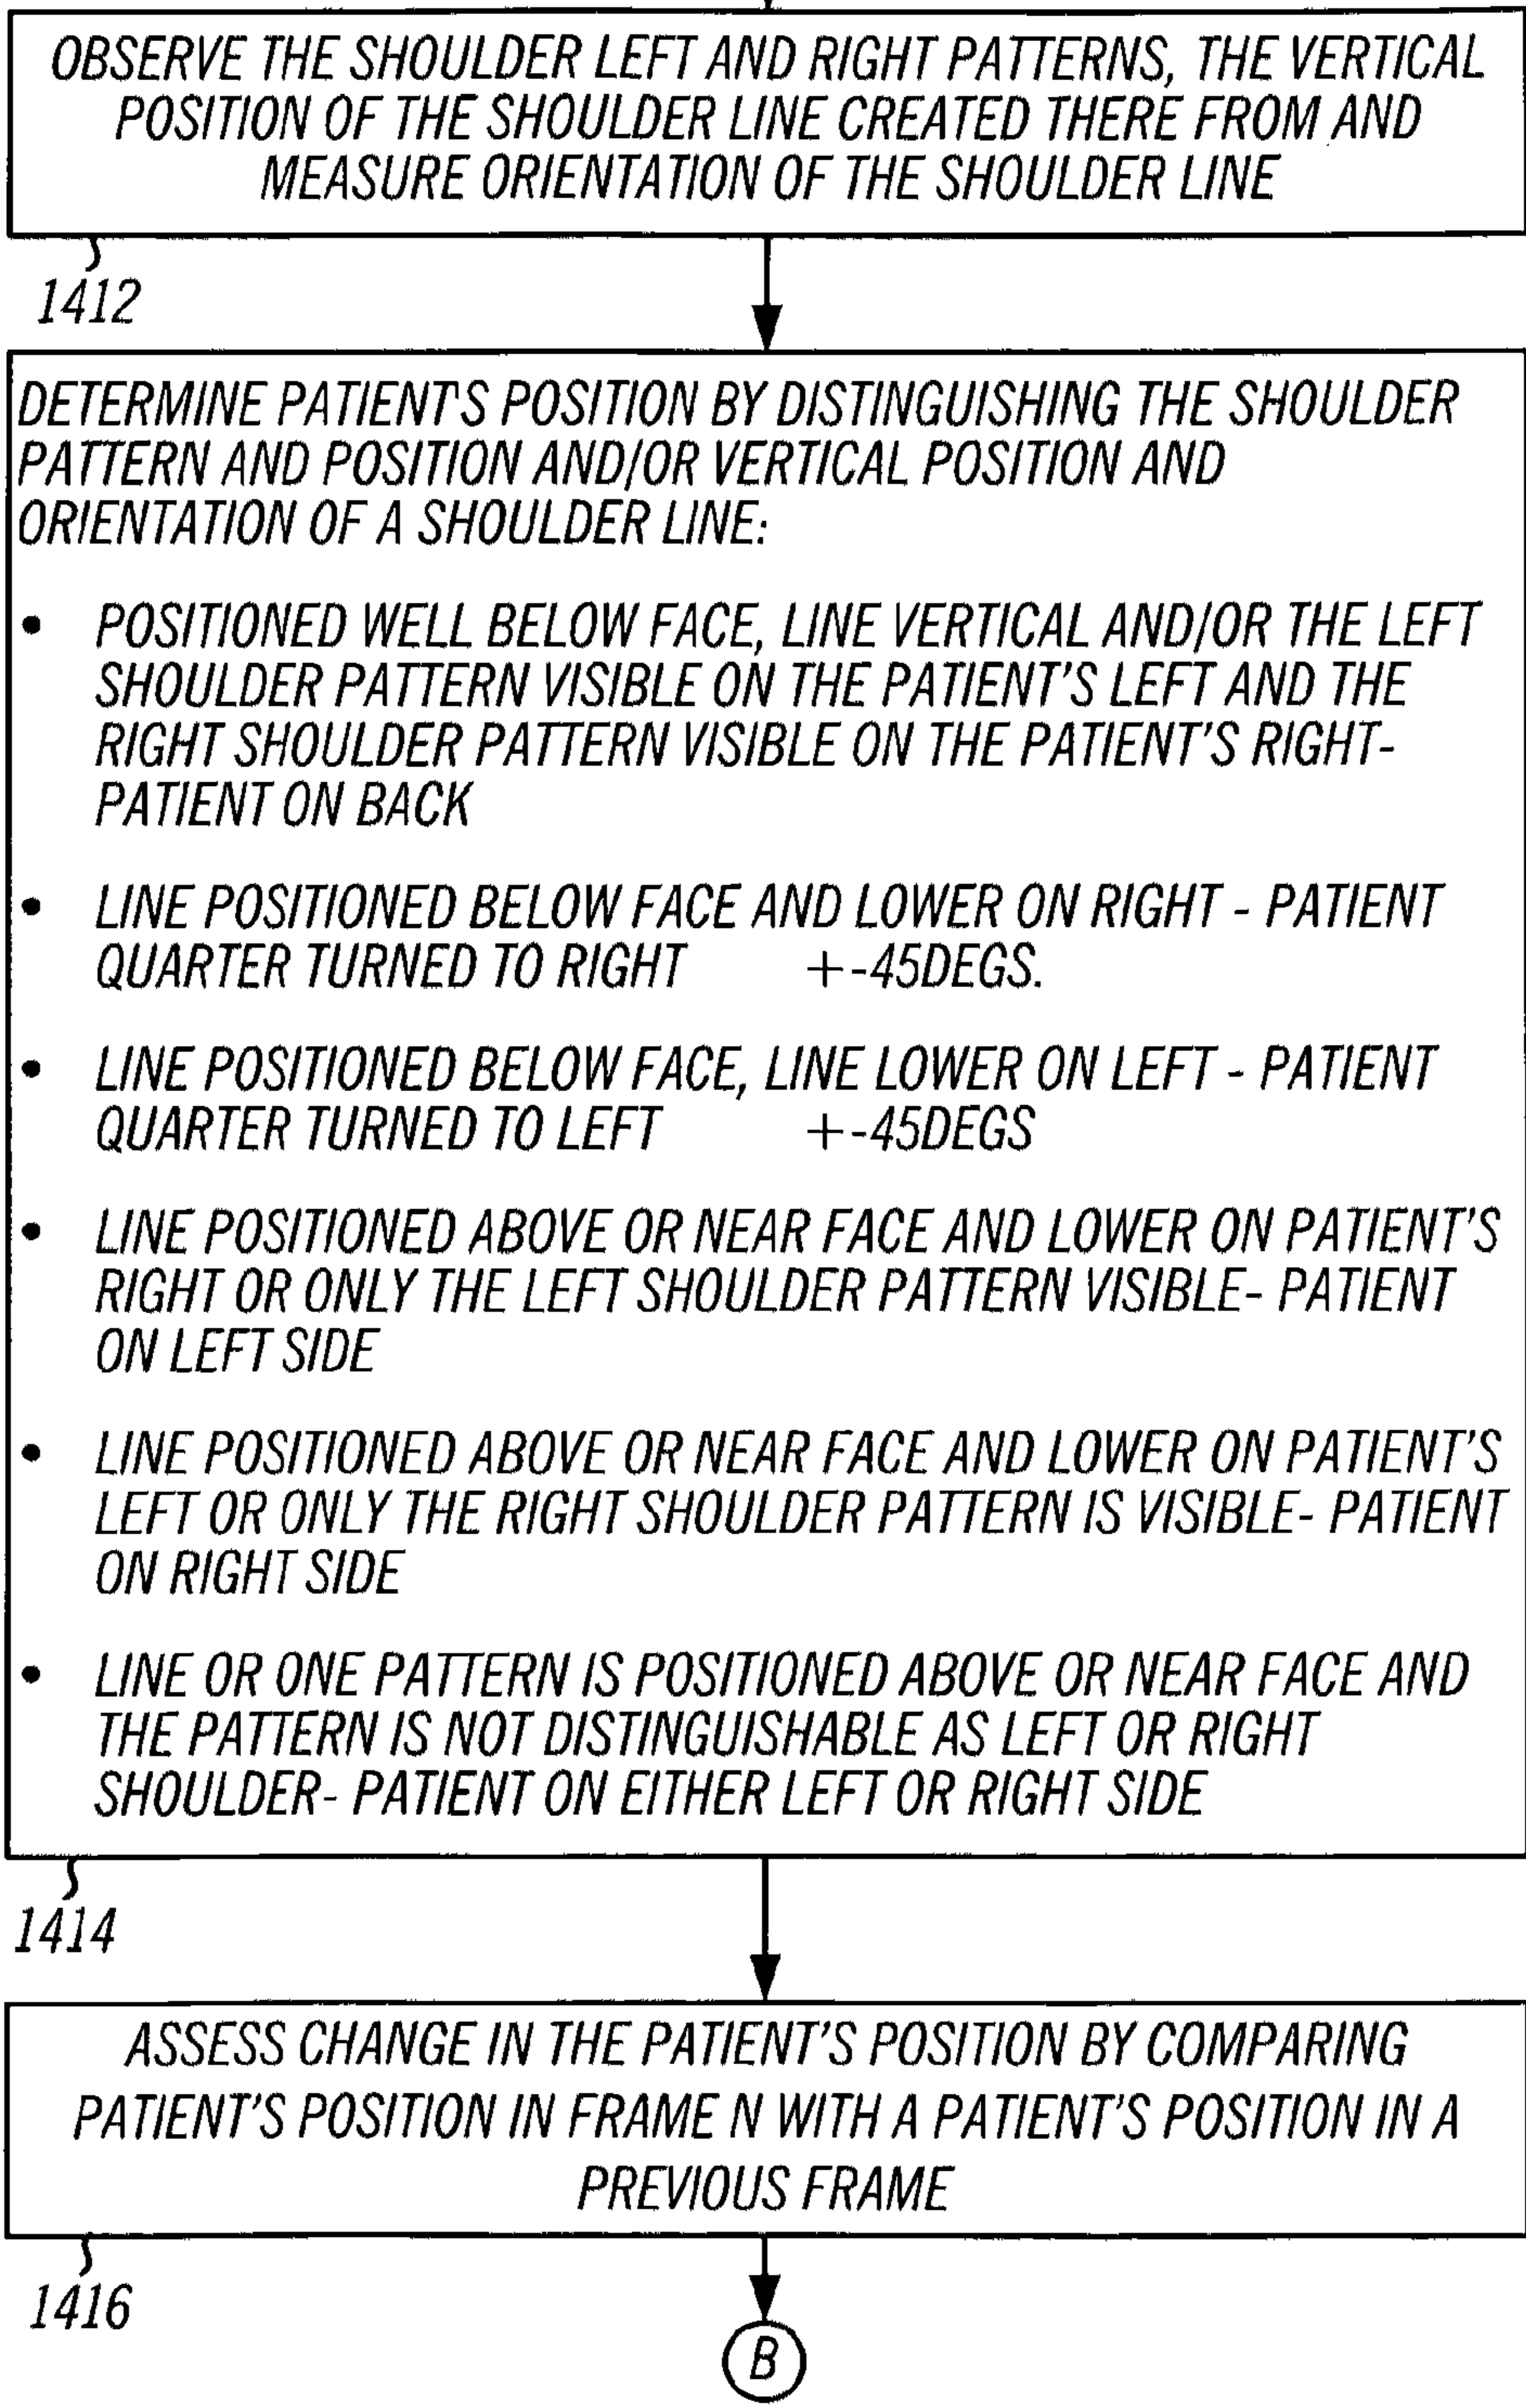 OBSERVE THE SHOULDER LEFT AND RIGHT PATTERNS, THE VERTICAL
POSITION OF THE SHOULDER LINE CREATED THERE FROM AND
MEASURE ORIENTATION OF THE SHOULDER LINE
1412
DETERMINE PATIENT'S POSITION BY DISTINGUISHING THE SHOULDER
PATTERN AND POSITION AND/OR VERTICAL POSITION AND
ORIENTATION OF A SHOULDER LINE:
• POSITIONED WELL BELOW FACE, LINE VERTICAL AND/OR THE LEFT
SHOULDER PATTERN VISIBLE ON THE PATIENT'S LEFT AND THE
RIGHT SHOULDER PATTERN VISIBLE ON THE PATIENT'S RIGHT-
PATIENT ON BACK
• LINE POSITIONED BELOW FACE AND LOWER ON RIGHT - PATIENT
QUARTER TURNED TO RIGHT +-45DEGS.
• LINE POSITIONED BELOW FACE, LINE LOWER ON LEFT - PATIENT
QUARTER TURNED TO LEFT +-45DEGS
• LINE POSITIONED ABOVE OR NEAR FACE AND LOWER ON PATIENT'S
RIGHT OR ONLY THE LEFT SHOULDER PATTERN VISIBLE- PATIENT
ON LEFT SIDE
• LINE POSITIONED ABOVE OR NEAR FACE AND LOWER ON PATIENT'S
LEFT OR ONLY THE RIGHT SHOULDER PATTERN IS VISIBLE- PATIENT
ON RIGHT SIDE
• LINE OR ONE PATTERN IS POSITIONED ABOVE OR NEAR FACE AND
THE PATTERN IS NOT DISTINGUISHABLE AS LEFT OR RIGHT
SHOULDER- PATIENT ON EITHER LEFT OR RIGHT SIDE
1414
ASSESS CHANGE IN THE PATIENT'S POSITION BY COMPARING
PATIENT'S POSITION IN FRAME N WITH A PATIENT'S POSITION IN A
PREVIOUS FRAME
1416
B